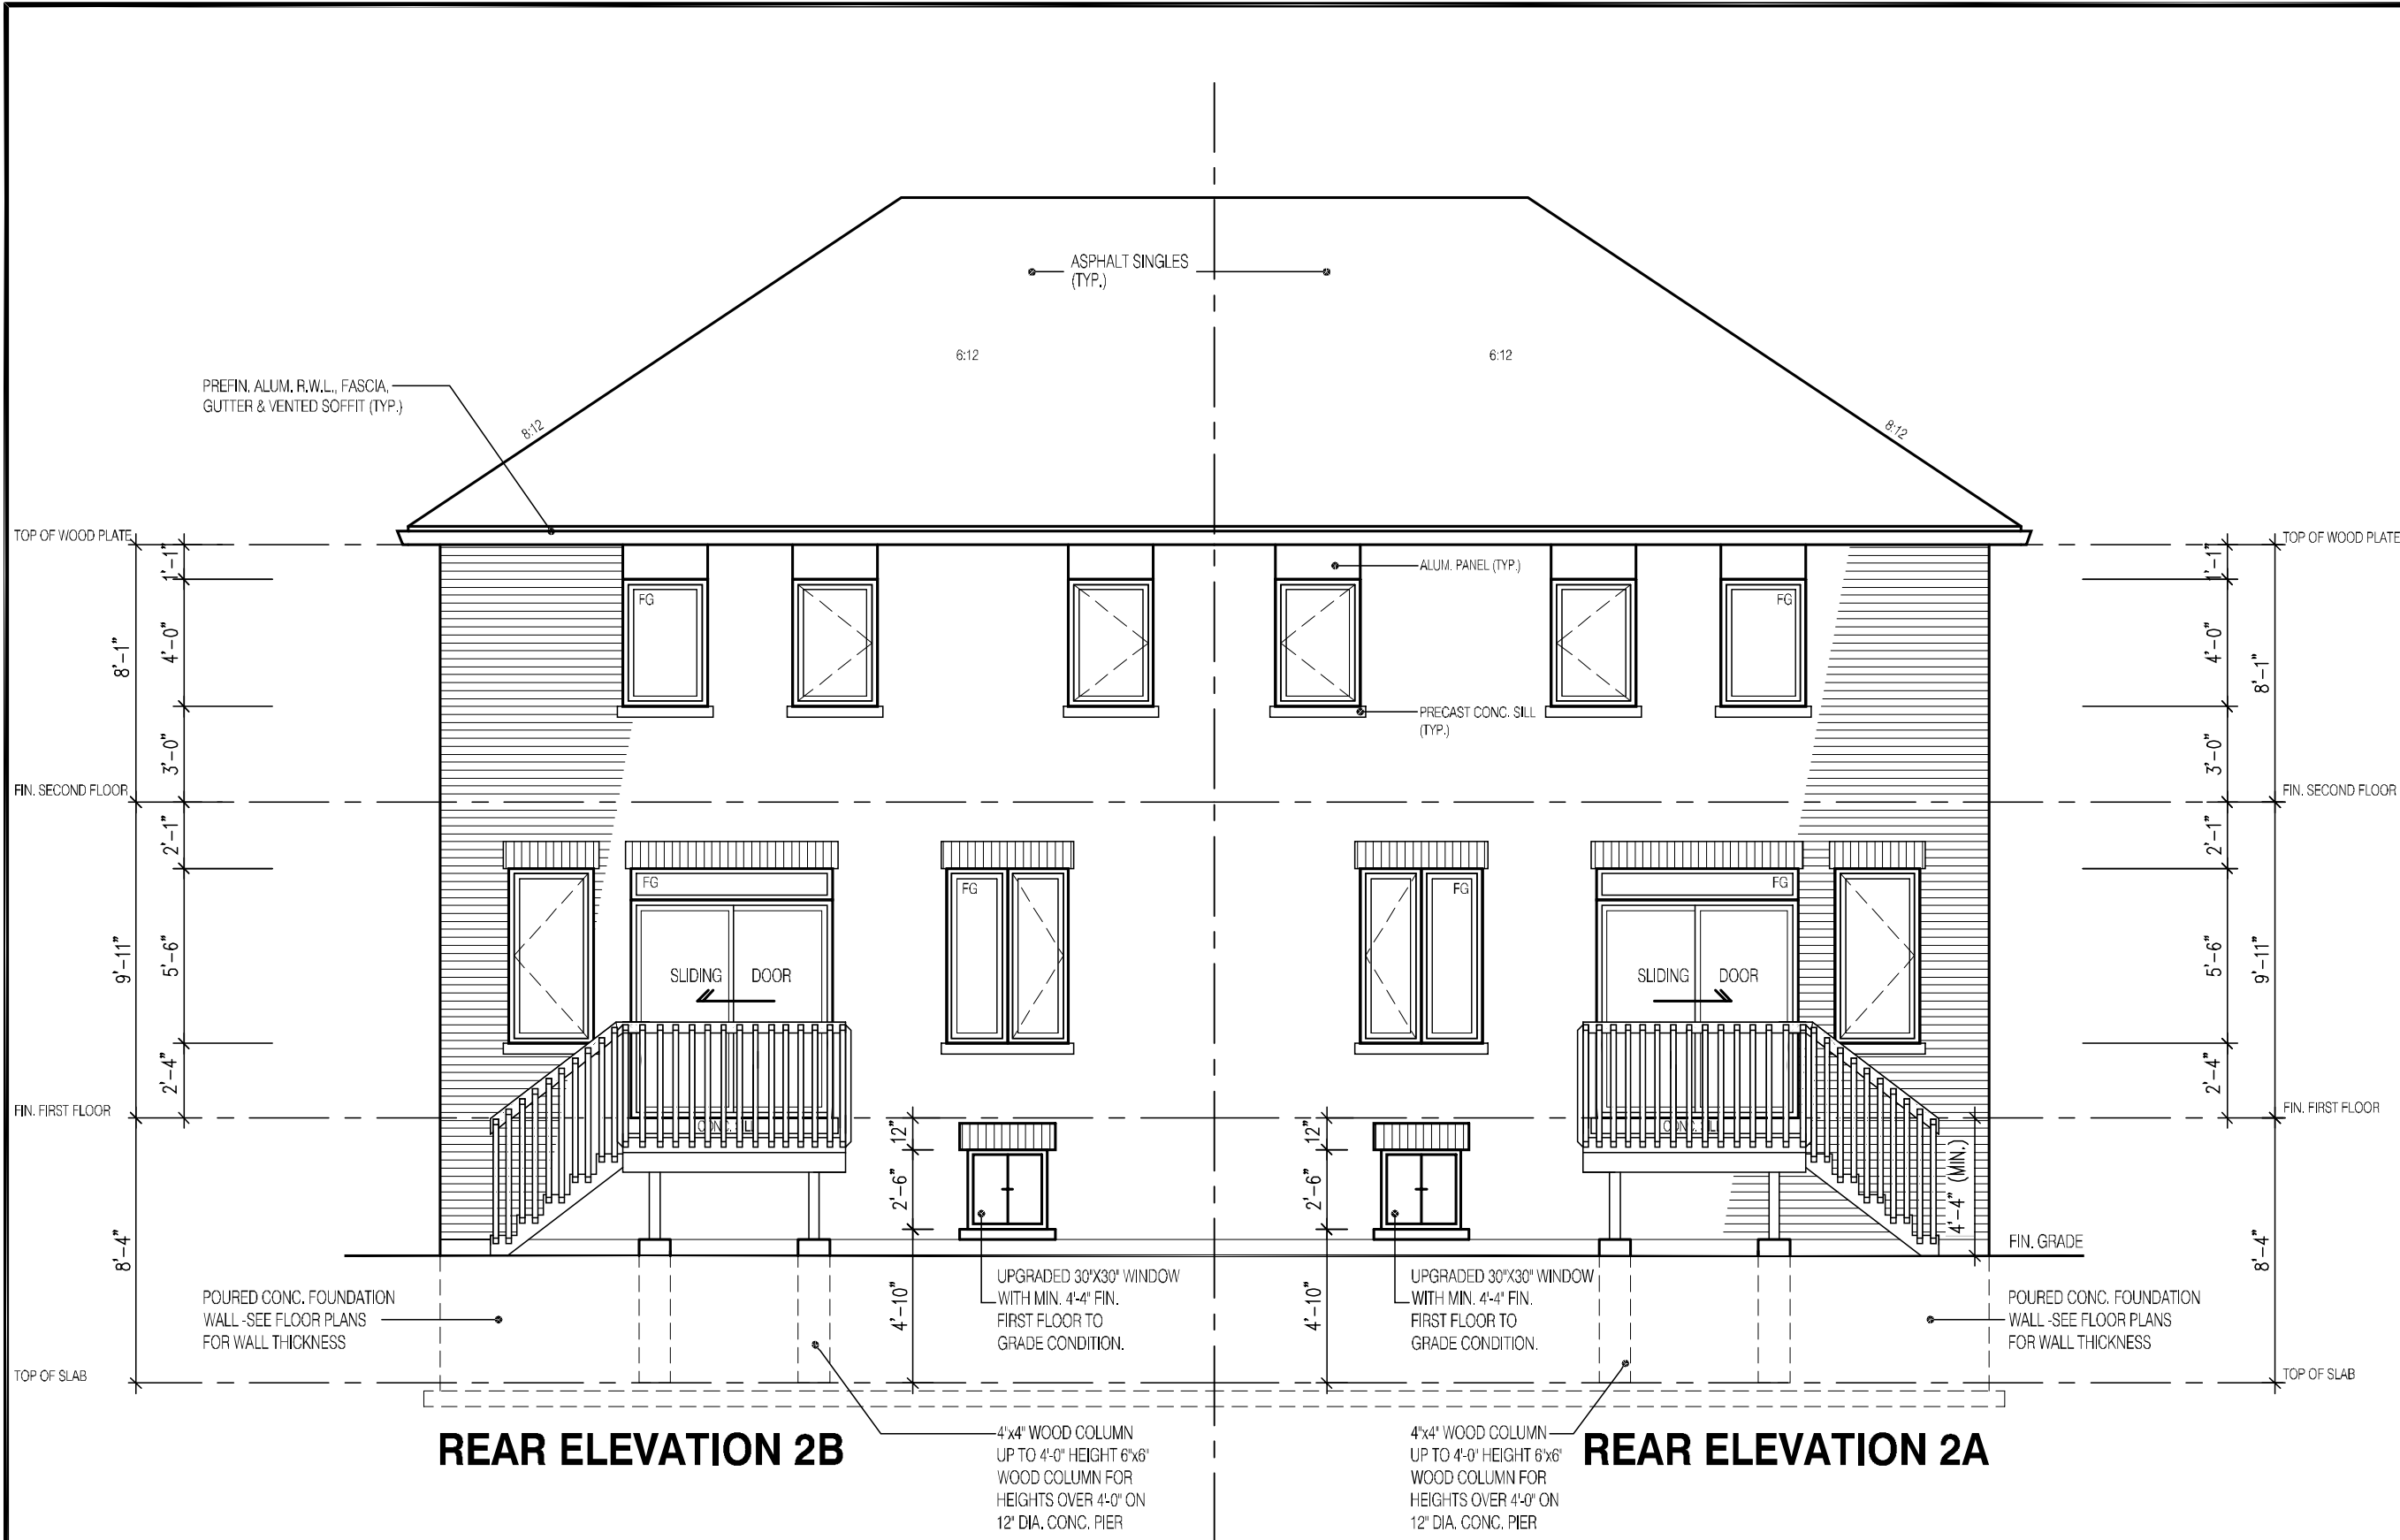 ASPHALT SINGLES
(TYP.)
6:12
6:12
PREFIN. ALUM. R.W.L., FASCIA,
GUTTER & VENTED SOFFIT (TYP.)
8:12
8:12
TOP OF WOOD PLATE
TOP OF WOOD PLATE
1'-1"
4'-0"
8'-1"
3'-0"
FG
ALUM. PANEL (TYP.)
FG
PRECAST CONC. SILL
(TYP.)
1'-1"
4'-0"
8'-1"
3'-0"
FIN. SECOND FLOOR
FIN. SECOND FLOOR
2'-1"
5'-6"
9'-11"
2'-4"
FG
SLIDING DOOR
FG
FG
FG
SLIDING DOOR
2'-1"
5'-6"
9'-11"
2'-4"
FIN. FIRST FLOOR
FIN. FIRST FLOOR
12"
2'-6"
4'-10"
12"
2'-6"
4'-10"
4'-4" (MIN.)
8'-4"
8'-4"
FIN. GRADE
POURED CONC. FOUNDATION
WALL -SEE FLOOR PLANS
FOR WALL THICKNESS
UPGRADED 30"X30" WINDOW
WITH MIN. 4'-4" FIN.
FIRST FLOOR TO
GRADE CONDITION.
UPGRADED 30"X30" WINDOW
WITH MIN. 4'-4" FIN.
FIRST FLOOR TO
GRADE CONDITION.
POURED CONC. FOUNDATION
WALL -SEE FLOOR PLANS
FOR WALL THICKNESS
TOP OF SLAB
TOP OF SLAB
REAR ELEVATION 2B
4"x4" WOOD COLUMN
UP TO 4'-0" HEIGHT 6"x6"
WOOD COLUMN FOR
HEIGHTS OVER 4'-0" ON
12" DIA. CONC. PIER
4"x4" WOOD COLUMN
UP TO 4'-0" HEIGHT 6"x6"
WOOD COLUMN FOR
HEIGHTS OVER 4'-0" ON
12" DIA. CONC. PIER
REAR ELEVATION 2A